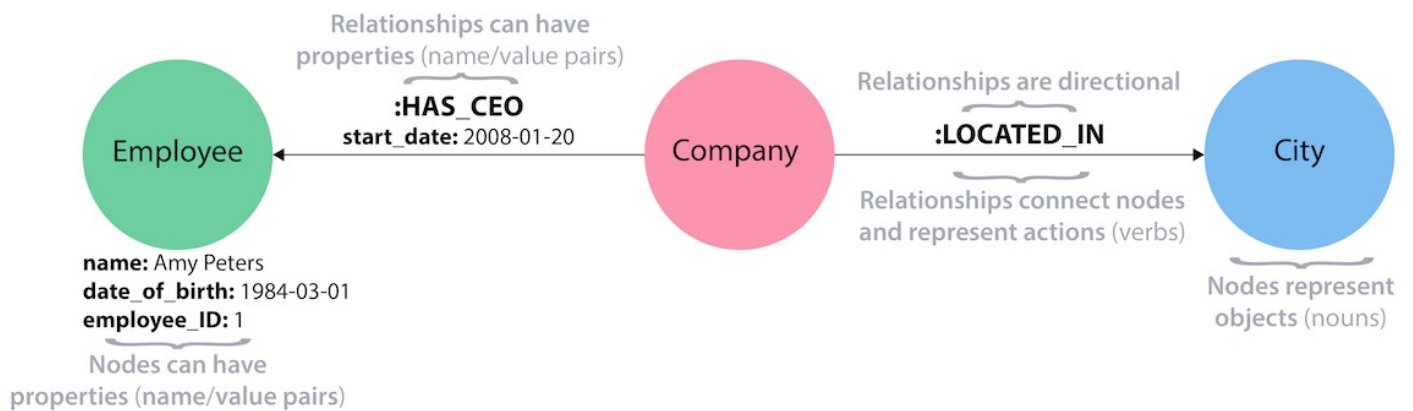 Relationships can have
properties (name/value pairs)
:HAS_CEO
start_date: 2008-01-20
Employee
name: Amy Peters
date_of_birth: 1984-03-01
employee_ID: 1
Nodes can have
properties (name/value pairs)
Company
Relationships are directional
:LOCATED_IN
Relationships connect nodes
and represent actions (verbs)
City
Nodes represent
objects (nouns)